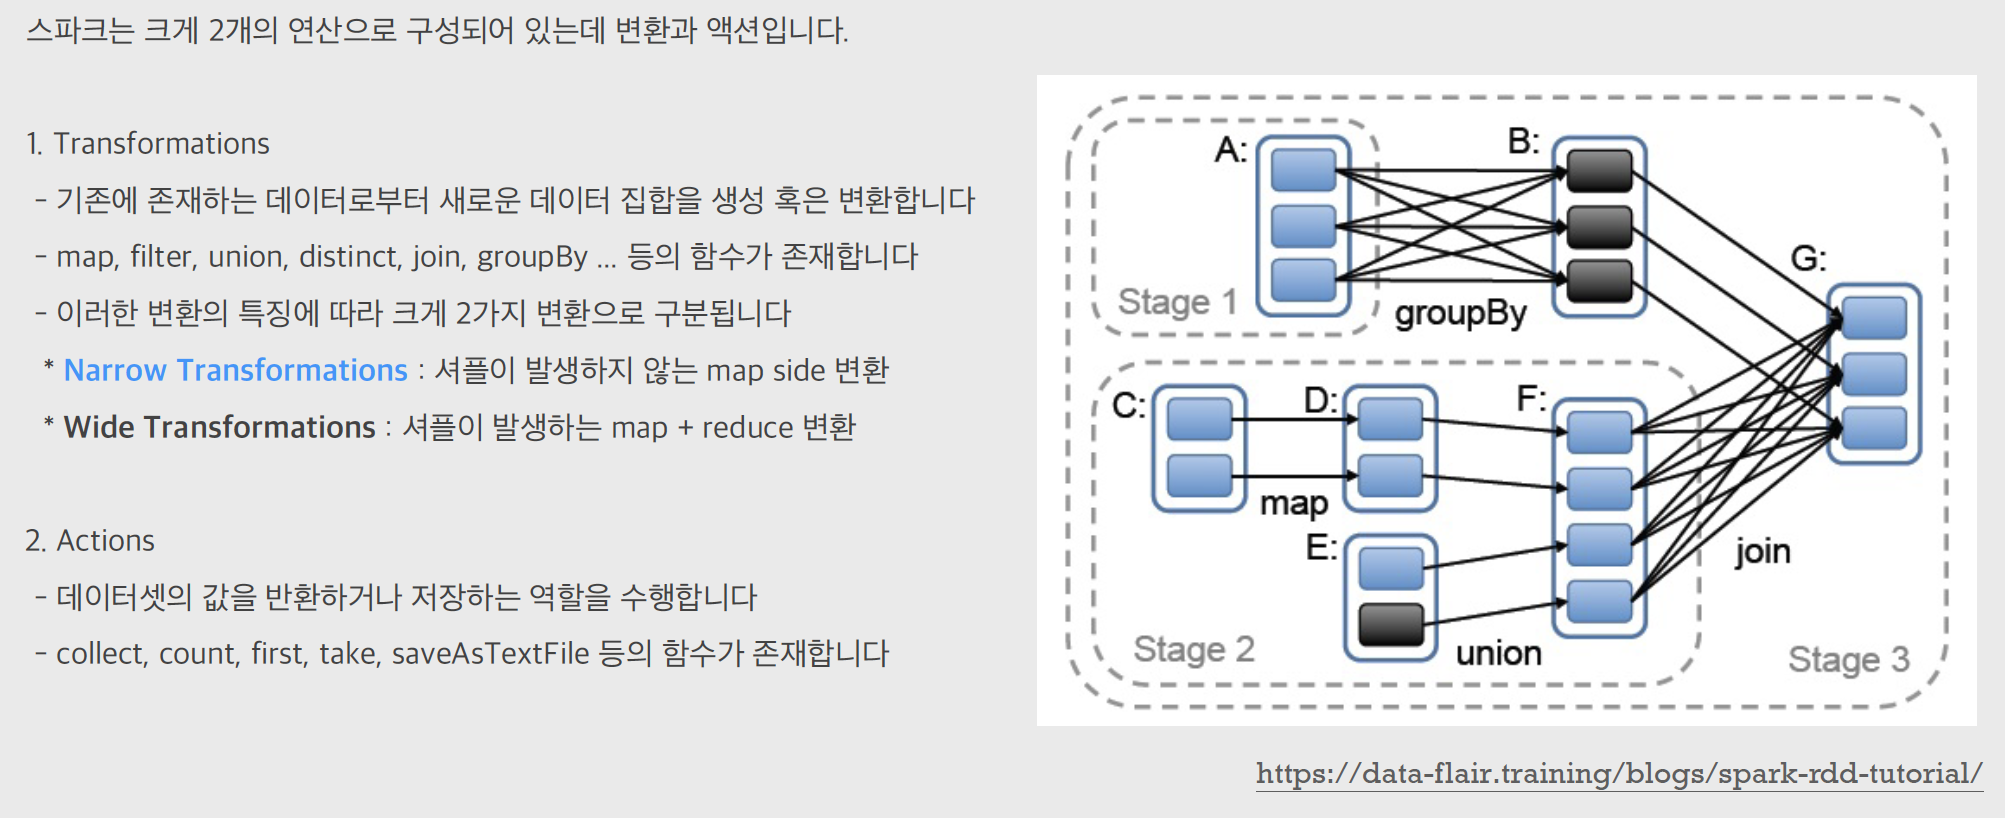 스파크는 크게 2개의 연산으로 구성되어 있는데 변환과 액션입니다.
1. Transformations
- 기존에 존재하는 데이터로부터 새로운 데이터 집합을 생성 혹은 변환합니다
- map, filter, union, distinct, join, groupBy ... 등의 함수가 존재합니다
- 이러한 변환의 특징에 따라 크게 2가지 변환으로 구분됩니다
* Narrow Transformations : 셔플이 발생하지 않는 map side 변환
* Wide Transformations : 셔플이 발생하는 map + reduce 변환
2. Actions
- 데이터셋의 값을 반환하거나 저장하는 역할을 수행합니다
- collect, count, first, take, saveAsTextFile 등의 함수가 존재합니다
A:
B:
Stage 1
groupBy
G:
C:
D:
F:
map
E:
join
Stage 2
union
Stage 3
https://data-flair.training/blogs/spark-rdd-tutorial/